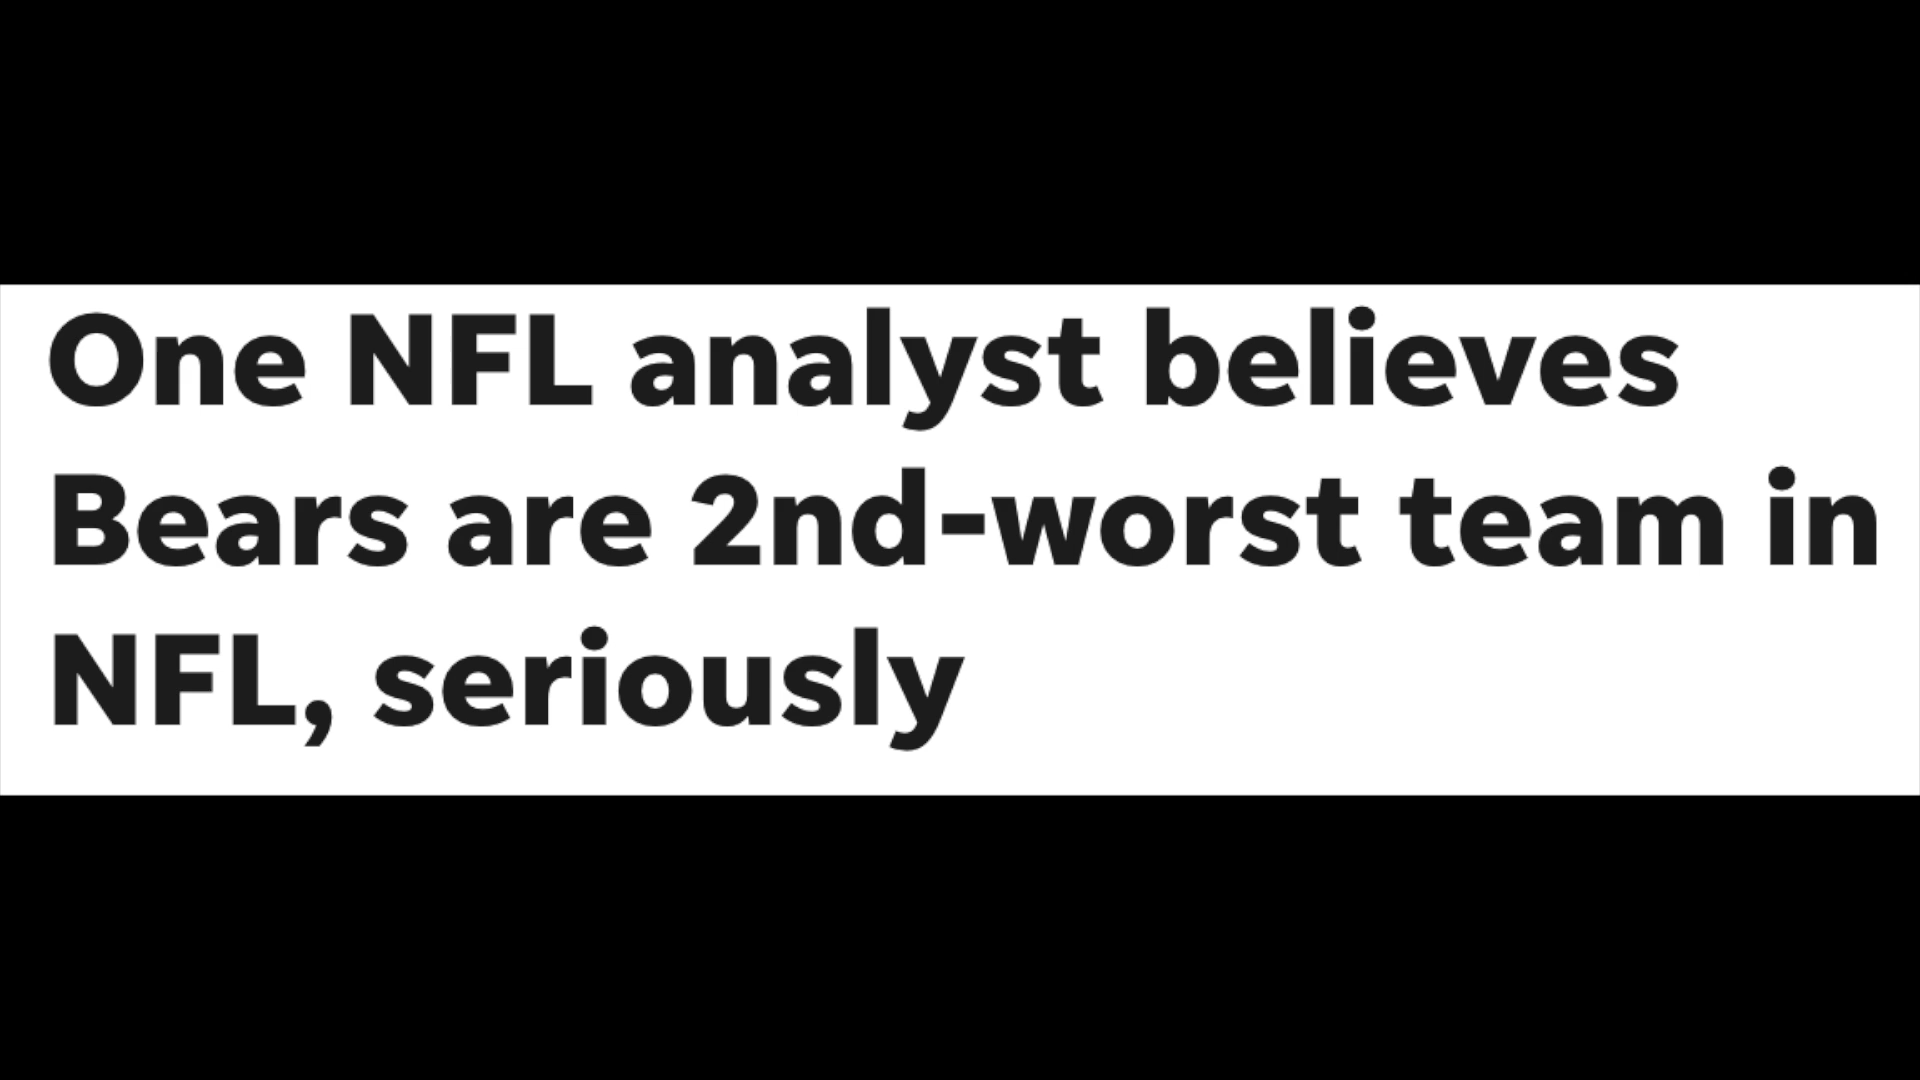 One NFL analyst believes
Bears are 2nd-worst team in
NFL, seriously